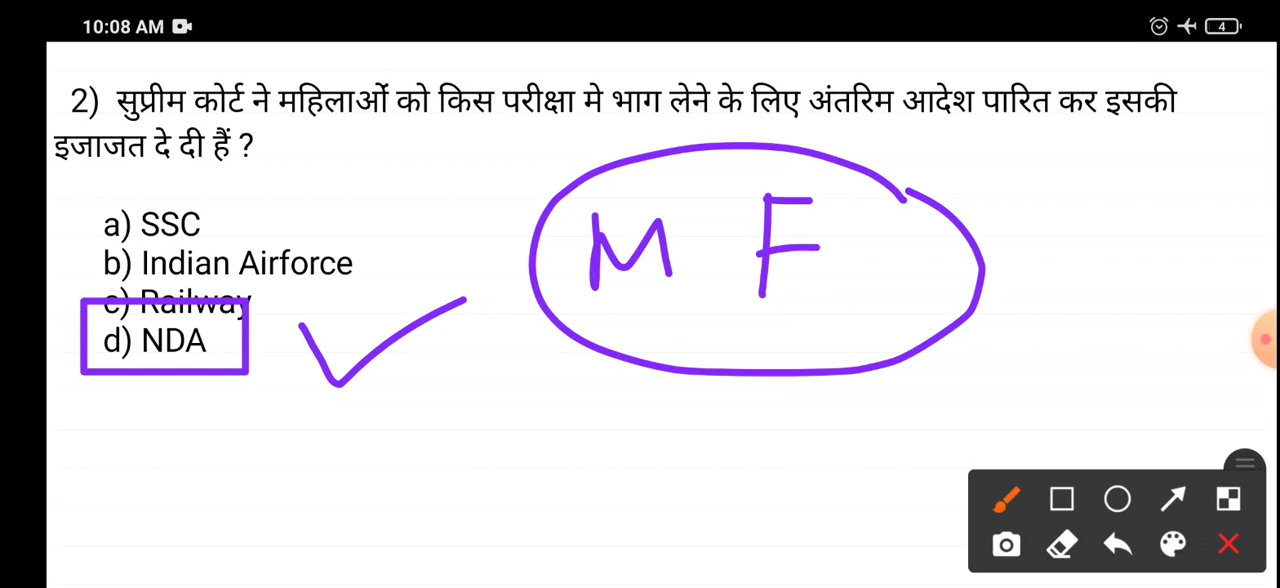 10:08 AM
4
2) सुप्रीम कोर्ट ने महिलाओं को किस परीक्षा मे भाग लेने के लिए अंतरिम आदेश पारित कर इसकी
इजाजत दे दी हैं ?
a) SSC
b) Indian Airforce
c) Railway
d) NDA
M F